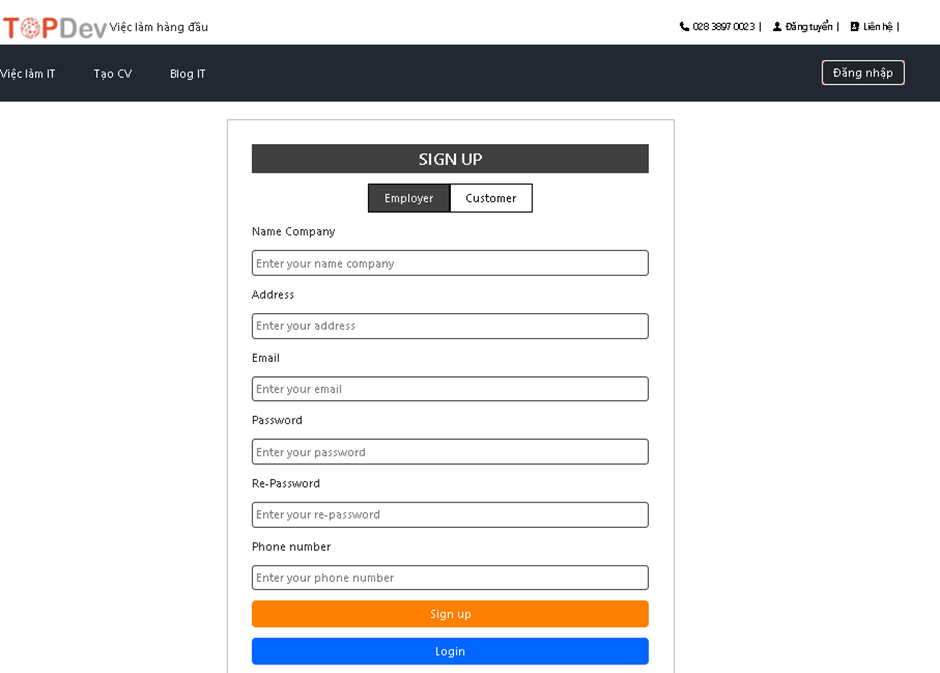 TOPDev Việc làm hàng đầu 028 3897 0023 | Đăng tuyển | Liên hệ |
Việc làm IT Tạo CV Blog IT Đăng nhập
SIGN UP
Employer Customer
Name Company
Enter your name company
Address
Enter your address
Email
Enter your email
Password
Enter your password
Re-Password
Enter your re-password
Phone number
Enter your phone number
Sign up
Login